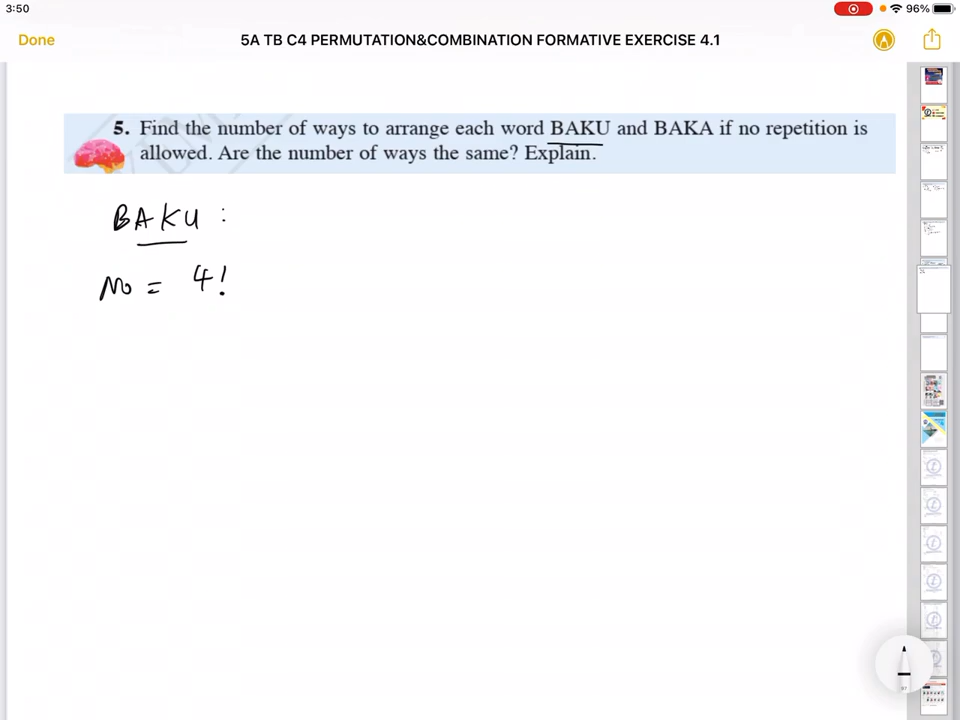 3:50
96%
Done
5A TB C4 PERMUTATION&COMBINATION FORMATIVE EXERCISE 4.1
5. Find the number of ways to arrange each word BAKU and BAKA if no repetition is
allowed. Are the number of ways the same? Explain.
BAKU :
No = 4!
97